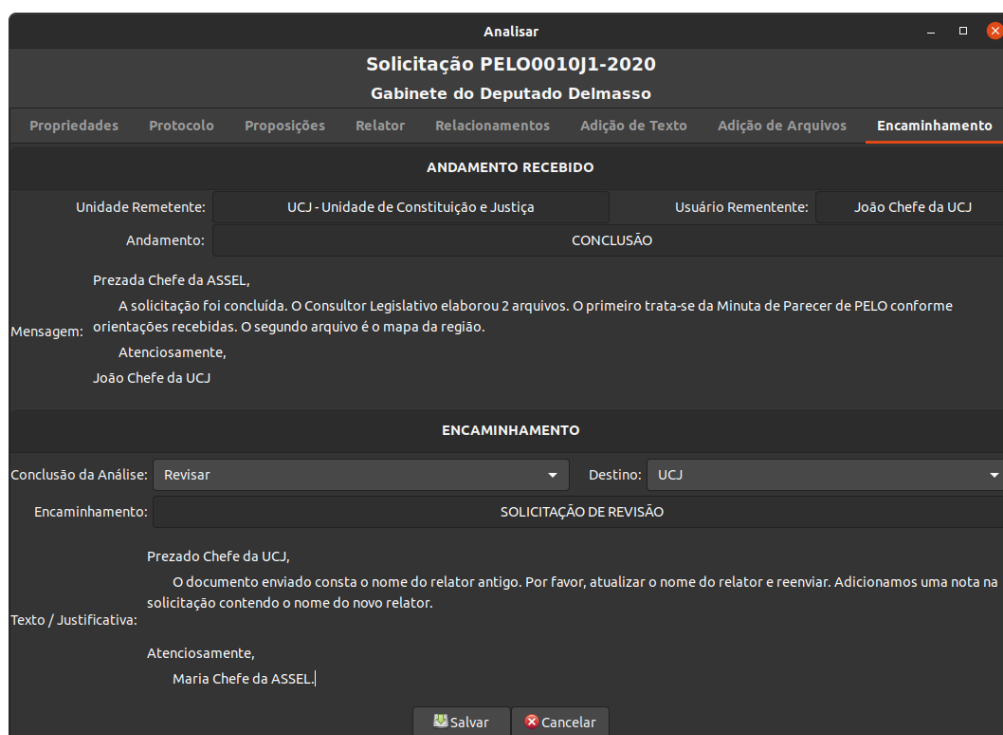 Analisar
Solicitação PELO0010J1-2020
Gabinete do Deputado Delmasso
Propriedades Protocolo Proposições Relator Relacionamentos Adição de Texto Adição de Arquivos Encaminhamento
ANDAMENTO RECEBIDO
Unidade Remetente: UCJ - Unidade de Constituição e Justiça Usuário Rementente: João Chefe da UCJ
Andamento: CONCLUSÃO
Prezada Chefe da ASSEL,
A solicitação foi concluída. O Consultor Legislativo elaborou 2 arquivos. O primeiro trata-se da Minuta de Parecer de PELO conforme
Mensagem: orientações recebidas. O segundo arquivo é o mapa da região.
Atenciosamente,
João Chefe da UCJ
ENCAMINHAMENTO
Conclusão da Análise: Revisar Destino: UCJ
Encaminhamento: SOLICITAÇÃO DE REVISÃO
Prezado Chefe da UCJ,
O documento enviado consta o nome do relator antigo. Por favor, atualizar o nome do relator e reenviar. Adicionamos uma nota na
solicitação contendo o nome do novo relator.
Texto / Justificativa:
Atenciosamente,
Maria Chefe da ASSEL.
Salvar Cancelar